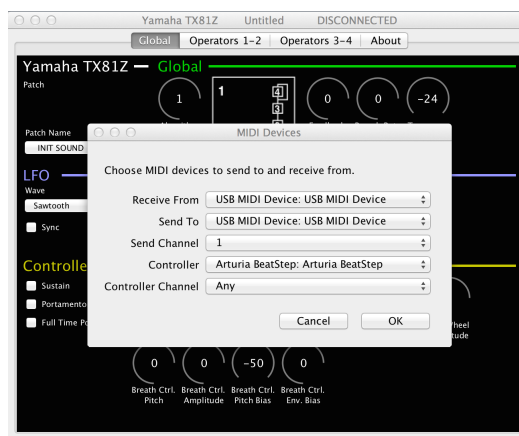 Yamaha TX81Z Untitled DISCONNECTED
Global Operators 1-2 Operators 3-4 About
Yamaha TX81Z — Global
Patch
1
1
4
3
0 0 -24
Patch Name
INIT SOUND
LFO
Wave
Sawtooth
Sync
MIDI Devices
Choose MIDI devices to send to and receive from.
Receive From USB MIDI Device: USB MIDI Device
Send To USB MIDI Device: USB MIDI Device
Send Channel 1
Controller Arturia BeatStep: Arturia BeatStep
Controller Channel Any
Cancel OK
Controlle
Sustain
Portamento
Full Time Po
0 0 -50 0
Breath Ctrl. Pitch
Breath Ctrl. Amplitude
Breath Ctrl. Pitch Bias
Breath Ctrl. Env. Bias